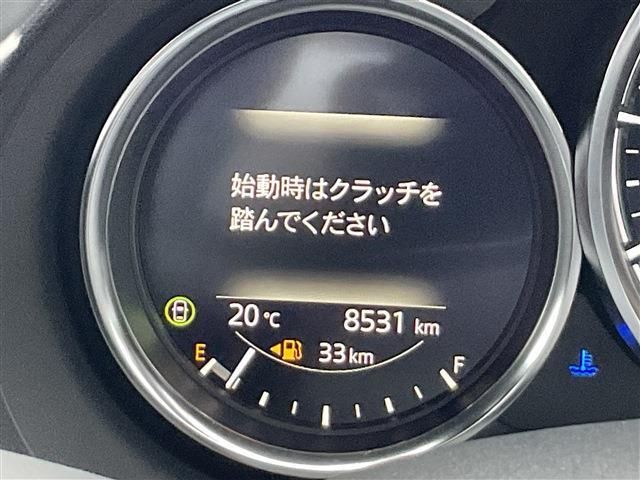 始動時はクラッチを
踏んでください
20℃ 8531 km
33km
E F